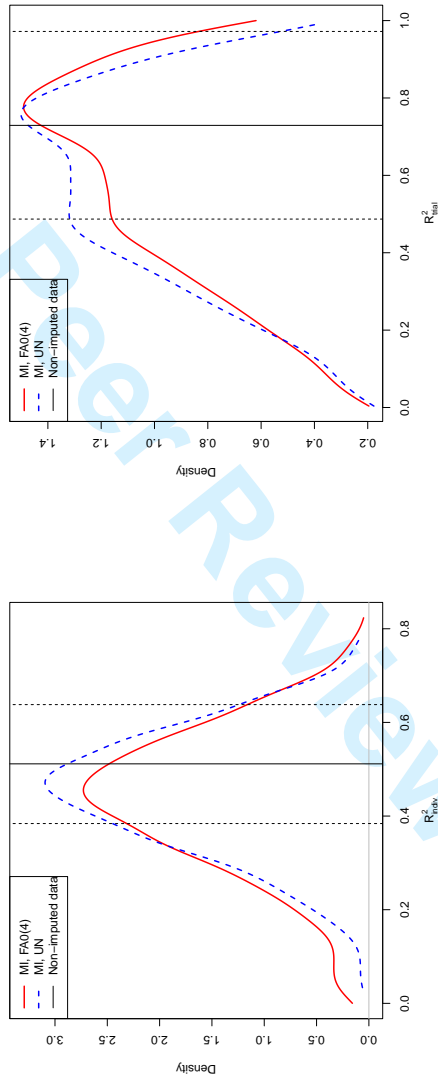 MI, FA0(4)
MI, UN
Non−imputed data
Density
0.0 0.5 1.0 1.5 2.0 2.5 3.0
0.0 0.2 0.4 0.6 0.8
R²indiv
MI, FA0(4)
MI, UN
Non−imputed data
Density
0.2 0.4 0.6 0.8 1.0 1.2 1.4
0.0 0.2 0.4 0.6 0.8 1.0
R²trial
Peer Review